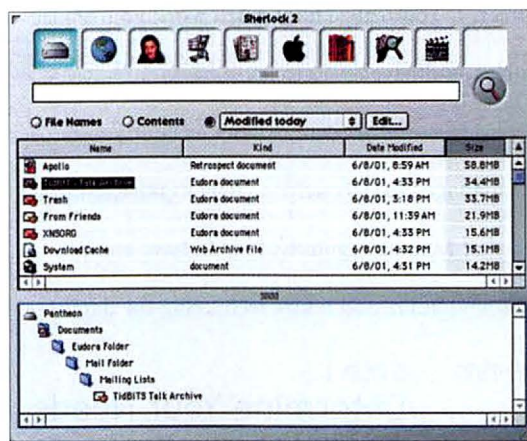 Sherlock 2
File Names Contents Modified today Edit...
Name Kind Date Modified Size
Apollo Retrospect document 6/8/01, 8:59 AM 58.8MB
TidBITS Talk Archive Eudora document 6/8/01, 4:33 PM 34.4MB
Trash Eudora document 6/8/01, 3:18 PM 33.7MB
From Friends Eudora document 6/8/01, 11:39 AM 21.9MB
XNSORG Eudora document 6/8/01, 4:33 PM 15.6MB
Download Cache Web Archive File 6/8/01, 4:32 PM 15.1MB
System document 6/8/01, 4:31 PM 14.2MB
Pantheon
Documents
Eudora Folder
Mail Folder
Mailing Lists
TidBITS Talk Archive